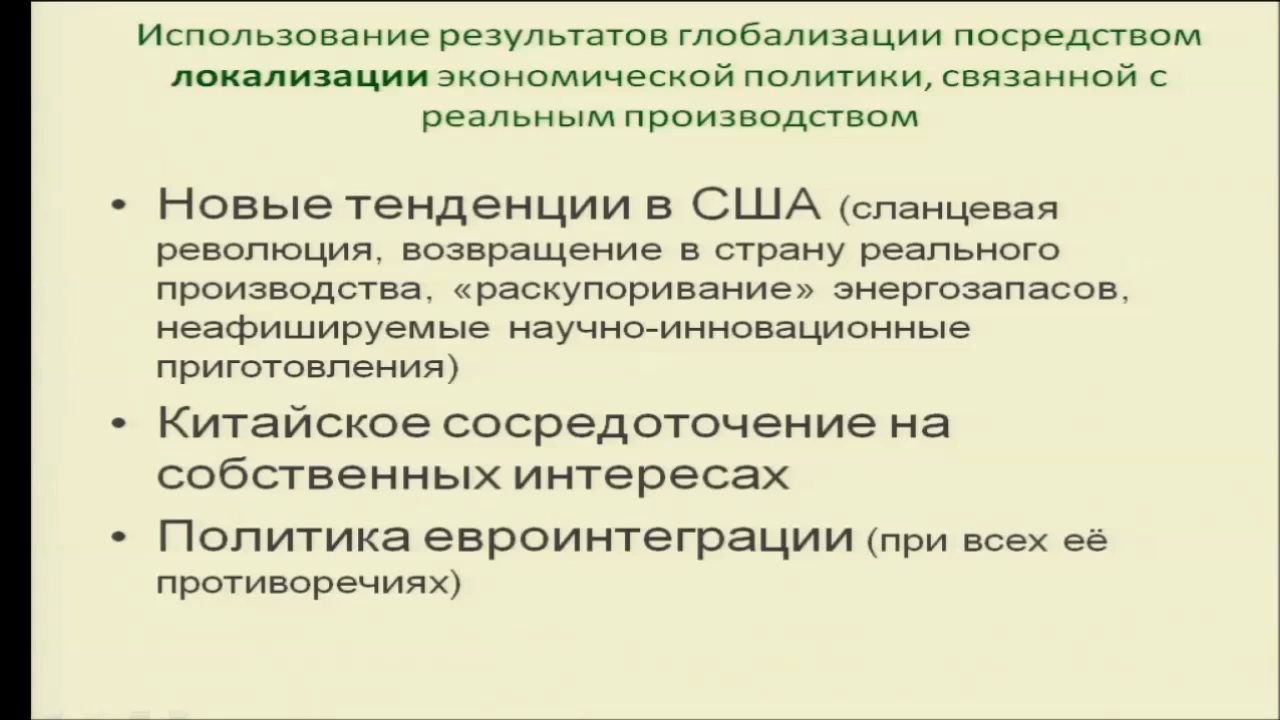 Использование результатов глобализации посредством
локализации экономической политики, связанной с
реальным производством
• Новые тенденции в США (сланцевая
революция, возвращение в страну реального
производства, «раскупоривание» энергозапасов,
неафишируемые научно-инновационные
приготовления)
• Китайское сосредоточение на
собственных интересах
• Политика евроинтеграции (при всех её
противоречиях)